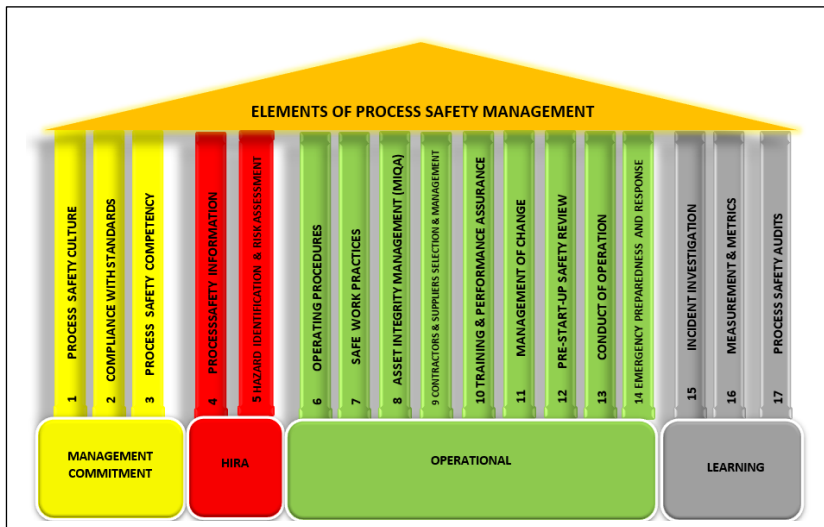 ELEMENTS OF PROCESS SAFETY MANAGEMENT
1 PROCESS SAFETY CULTURE
2 COMPLIANCE WITH STANDARDS
3 PROCESS SAFETY COMPETENCY
4 PROCESSSAFETY INFORMATION
5 HAZARD IDENTIFICATION & RISK ASSESSMENT
6 OPERATING PROCEDURES
7 SAFE WORK PRACTICES
8 ASSET INTEGRITY MANAGEMENT (MIQA)
9 CONTRACTORS & SUPPLIERS SELECTION & MANAGEMENT
10 TRAINING & PERFORMANCE ASSURANCE
11 MANAGEMENT OF CHANGE
12 PRE-START-UP SAFETY REVIEW
13 CONDUCT OF OPERATION
14 EMERGENCY PREPAREDNESS AND RESPONSE
15 INCIDENT INVESTIGATION
16 MEASUREMENT & METRICS
17 PROCESS SAFETY AUDITS
MANAGEMENT
COMMITMENT
HIRA
OPERATIONAL
LEARNING